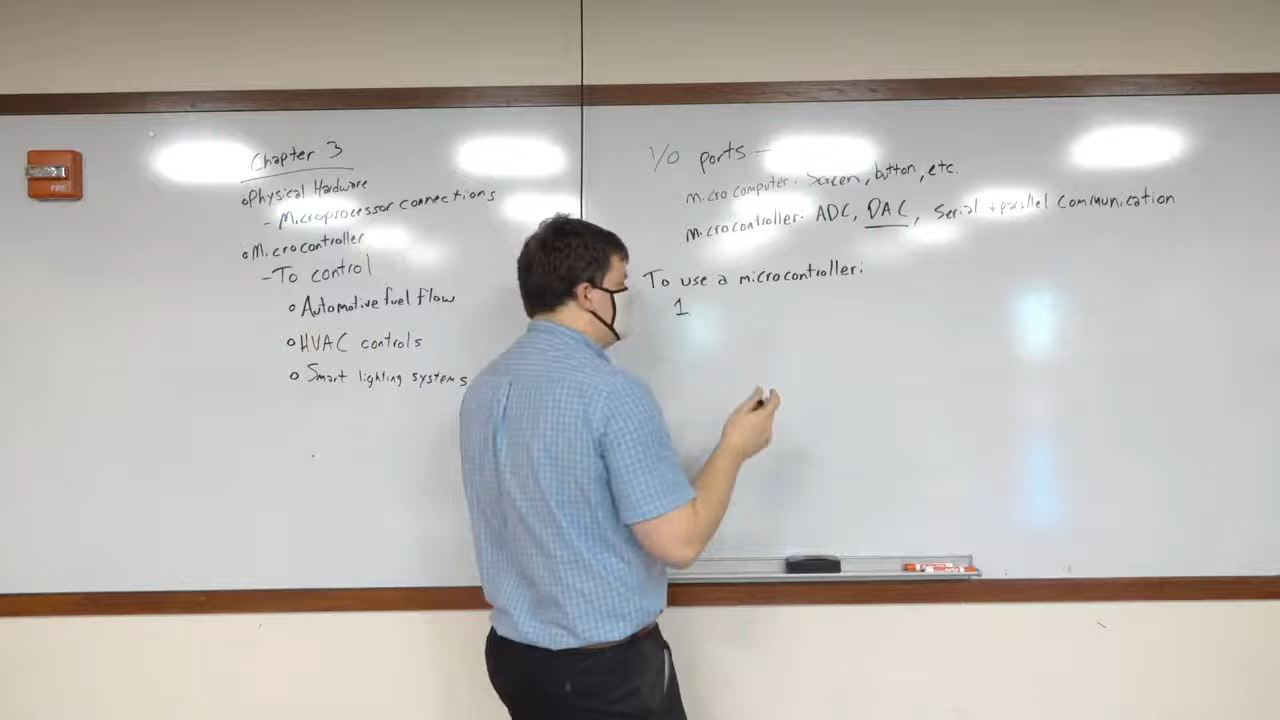 Chapter 3
Physical Hardware
- Microprocessor connections
Microcontroller
- To control
Automotive fuel flow
HVAC controls
Smart lighting systems
I/O ports -
microcomputer: Screen, button, etc.
microcontroller: ADC, DAC, Serial + parallel communication
To use a microcontroller:
1
FIRE